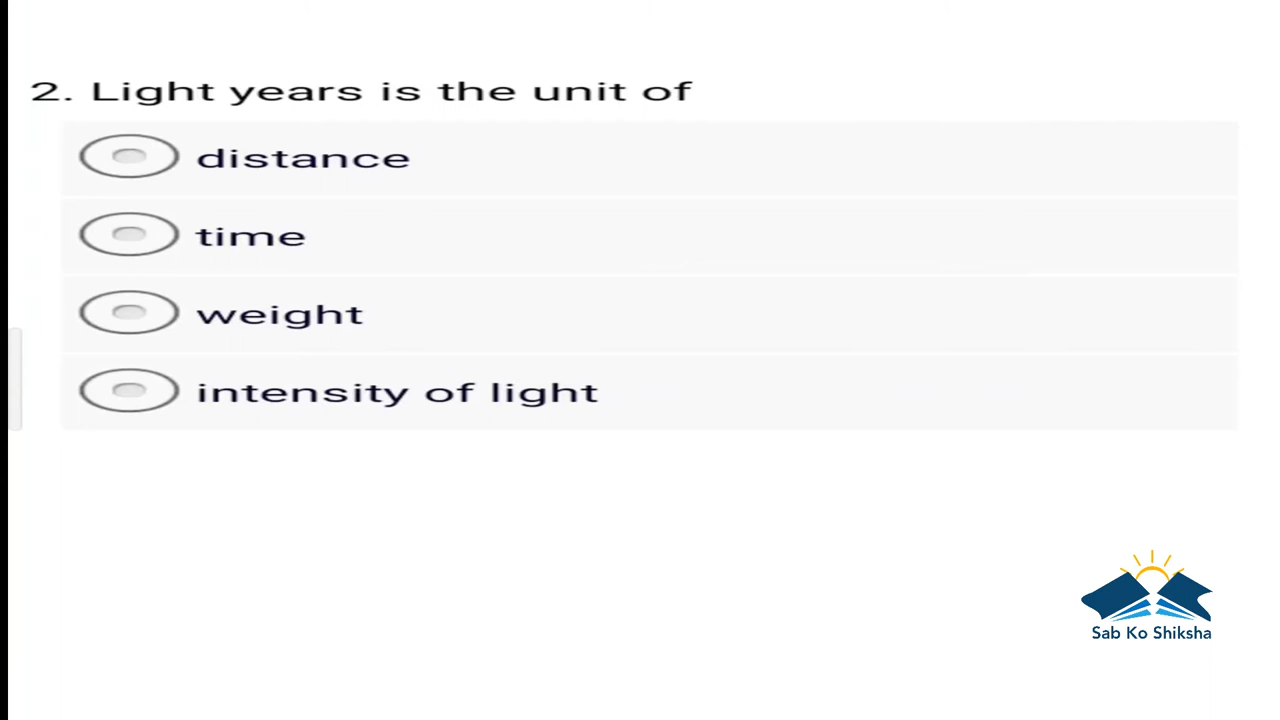 2. Light years is the unit of
distance
time
weight
intensity of light
Sab Ko Shiksha